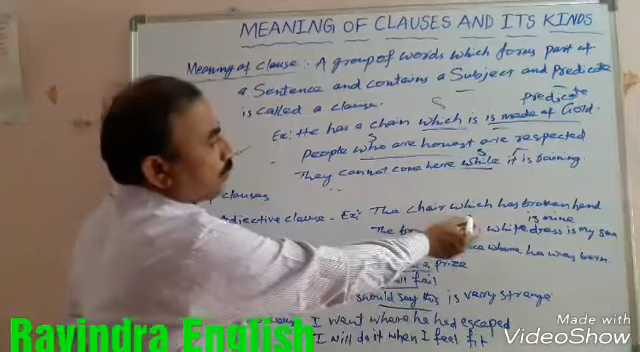 MEANING OF CLAUSES AND ITS KINDS
Meaning of clause: A group of words which forms part of
a Sentence and contains a Subject and predicate
is called a clause.
S
predicate
Ex: He has a chain which is is made of Gold.
S
People who are honest are respected
S
They cannot come here while it is raining.
clauses
Adjective clause - Ex: The chair which has broken hand
is mine
The white dress is my son
where he was born.
a prize
fail
should say this is very strange
I went where he had escaped
I will do it when I feel fit
Ravindra English
Made with
VideoShow